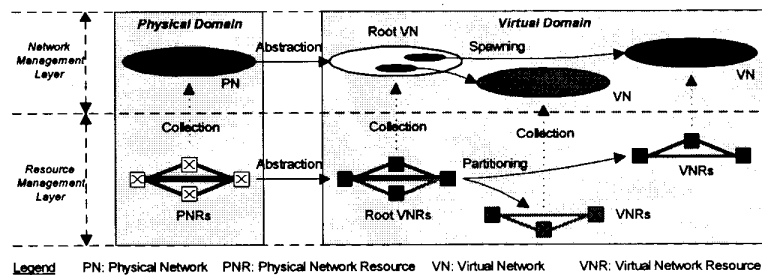 Physical Domain
Virtual Domain
Root VN
Network
Management
Layer
Abstraction
Spawning
PN
VN
VN
Collection
Collection
Collection
Resource
Management
Layer
Abstraction
Partitioning
PNRs
Root VNRs
VNRs
VNRs
Legend PN: Physical Network PNR: Physical Network Resource VN: Virtual Network VNR: Virtual Network Resource